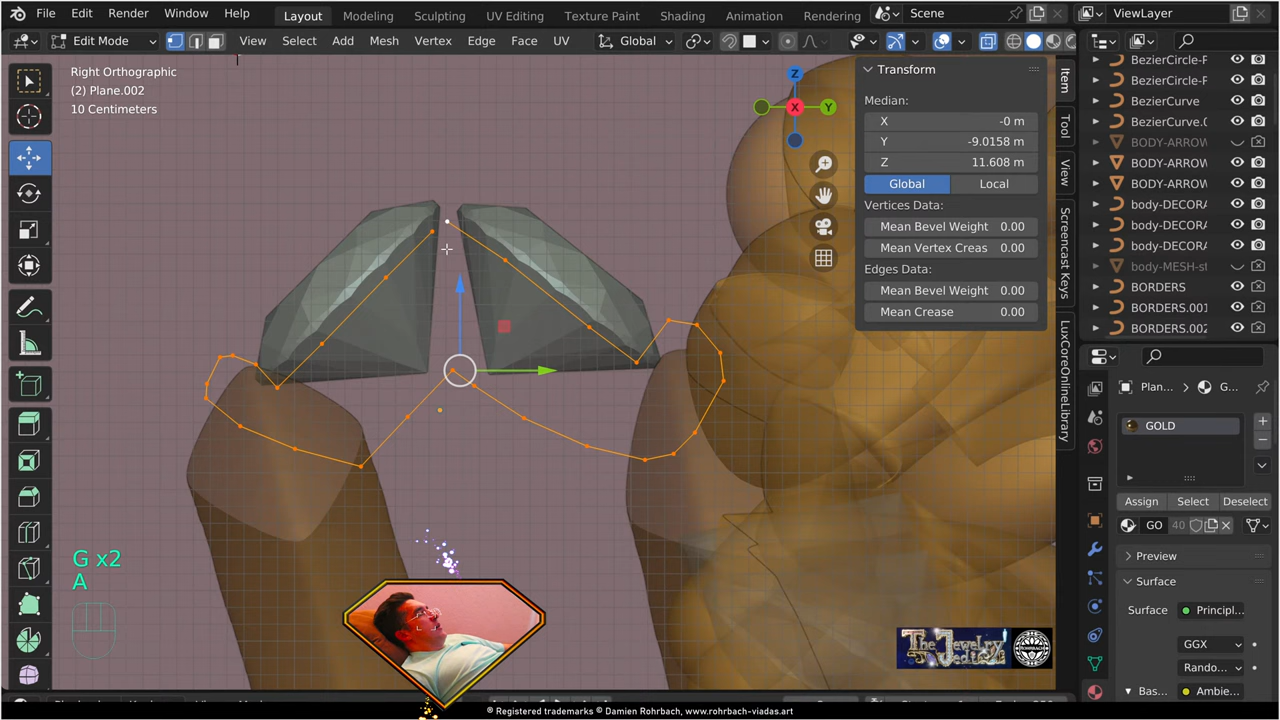 File Edit Render Window Help Layout Modeling Sculpting UV Editing Texture Paint Shading Animation Rendering Scene ViewLayer
Edit Mode View Select Add Mesh Vertex Edge Face UV Global
Right Orthographic
(2) Plane.002
10 Centimeters
Z
Y
X
Transform
Median:
X -0 m
Y -9.0158 m
Z 11.608 m
Global Local
Vertices Data:
Mean Bevel Weight 0.00
Mean Vertex Creas 0.00
Edges Data:
Mean Bevel Weight 0.00
Mean Crease 0.00
Item
Tool
View
Screencast Keys
LuxCoreOnlineLibrary
BezierCircle-F
BezierCircle-F
BezierCurve
BezierCurve.0
BODY-ARROW
BODY-ARROW
BODY-ARROW
body-DECORA
body-DECORA
body-DECORA
body-MESH-st
BORDERS
BORDERS.001
BORDERS.002
Plan... G...
GOLD
Assign Select Deselect
GO 40
Preview
Surface
Surface Principl...
GGX
Rando...
Bas... Ambie...
G x2
A
The Jewelry Jedi
ROHRBACH
® Registered trademarks © Damien Rohrbach, www.rohrbach-viadas.art